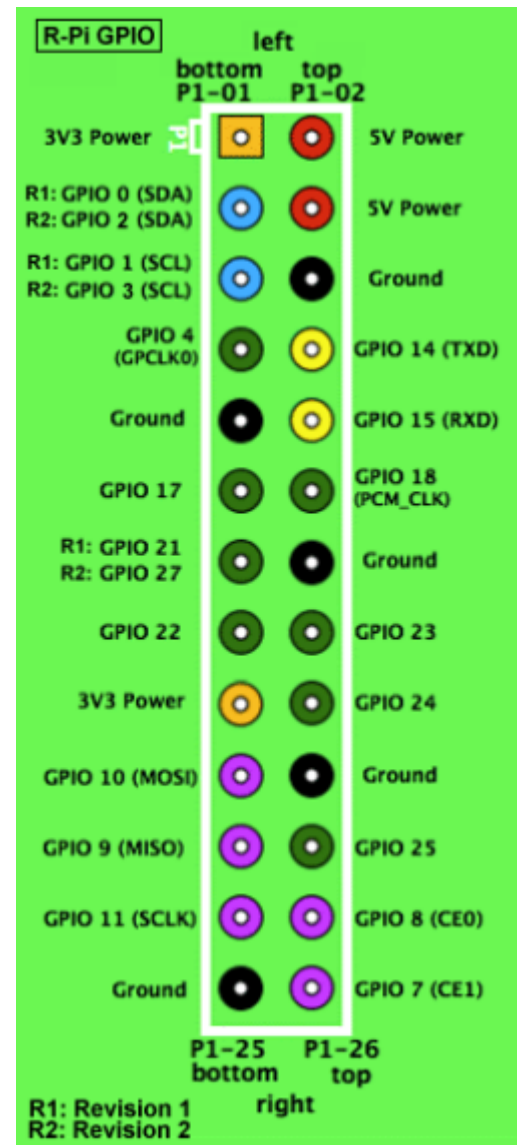 R-Pi GPIO
left
bottom top
P1-01 P1-02
3V3 Power P1 5V Power
R1: GPIO 0 (SDA)
R2: GPIO 2 (SDA) 5V Power
R1: GPIO 1 (SCL)
R2: GPIO 3 (SCL) Ground
GPIO 4
(GPCLK0) GPIO 14 (TXD)
Ground GPIO 15 (RXD)
GPIO 17 GPIO 18
(PCM_CLK)
R1: GPIO 21
R2: GPIO 27 Ground
GPIO 22 GPIO 23
3V3 Power GPIO 24
GPIO 10 (MOSI) Ground
GPIO 9 (MISO) GPIO 25
GPIO 11 (SCLK) GPIO 8 (CE0)
Ground GPIO 7 (CE1)
P1-25 P1-26
bottom top
right
R1: Revision 1
R2: Revision 2